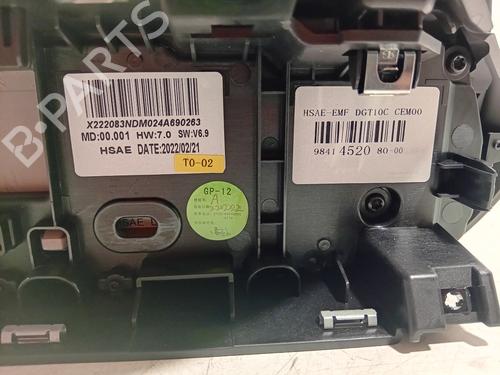 B-PARTS
X222083NDM024A690263
MD:00.001 HW:7.0 SW:V6.9
HSAE DATE:2022/02/21
TO-02
HSAE-EMF DGT10C CEM00
9841 4520 80-00
GP-12
A